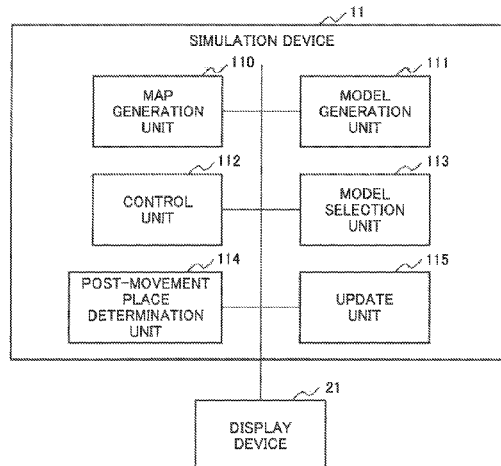 11
SIMULATION DEVICE
110
MAP
GENERATION
UNIT
111
MODEL
GENERATION
UNIT
112
CONTROL
UNIT
113
MODEL
SELECTION
UNIT
114
POST-MOVEMENT
PLACE
DETERMINATION
UNIT
115
UPDATE
UNIT
21
DISPLAY
DEVICE